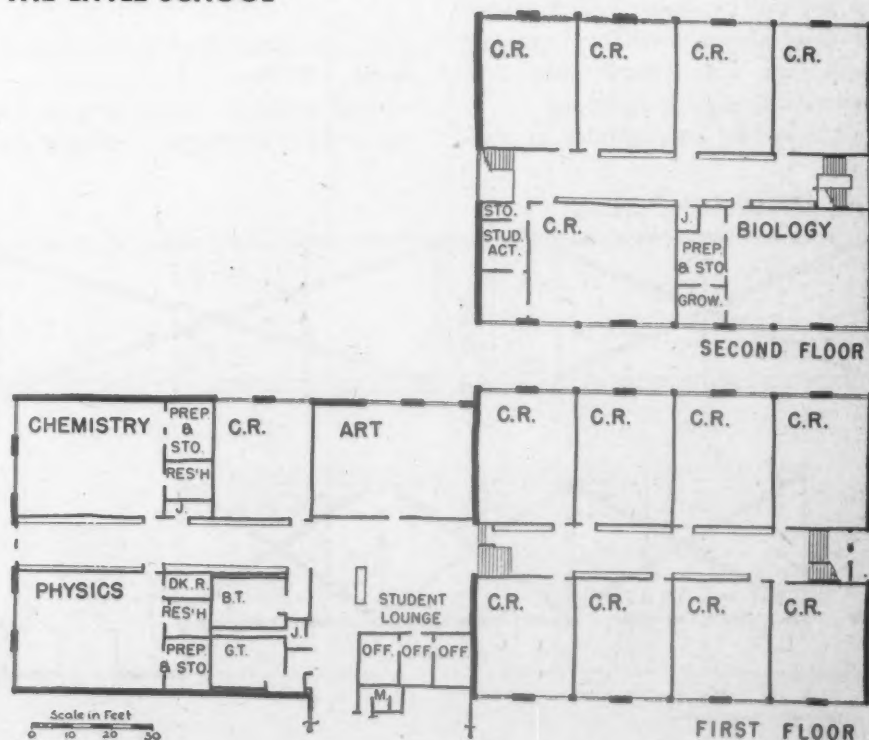 THE LITTLE SCHOOL
C.R. C.R. C.R. C.R.
STO.
STUD.
ACT.
C.R.
J.
PREP.
& STO
GROW.
BIOLOGY
SECOND FLOOR
CHEMISTRY
PREP
&
STO.
RES'H
J.
C.R.
ART
C.R. C.R. C.R. C.R.
PHYSICS
DK.R.
RES'H
PREP.
& STO.
B.T.
G.T.
J.
STUDENT
LOUNGE
OFF. OFF. OFF.
M.
C.R. C.R. C.R. C.R.
Scale in Feet
0 10 20 30
FIRST FLOOR